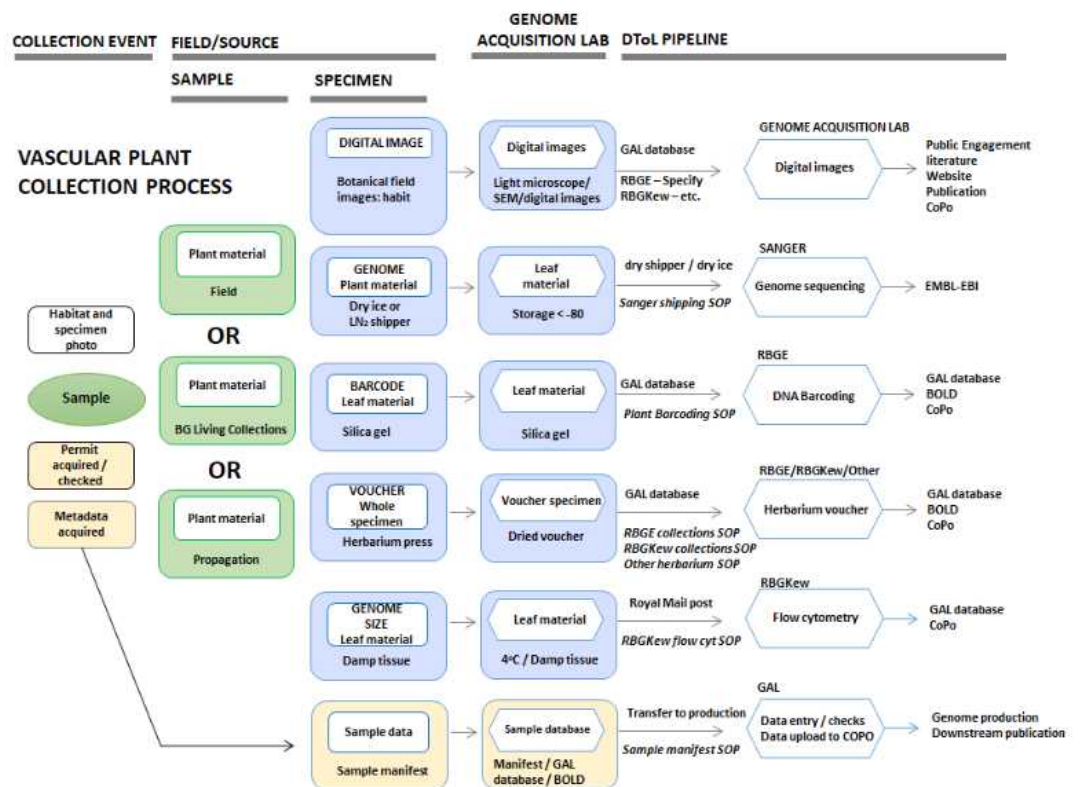 COLLECTION EVENT
FIELD/SOURCE
GENOME
ACQUISITION LAB
DToL PIPELINE
SAMPLE
SPECIMEN
VASCULAR PLANT
COLLECTION PROCESS
Habitat and
specimen
photo
Sample
Permit
acquired /
checked
Metadata
acquired
Plant material
Field
OR
Plant material
BG Living Collections
OR
Plant material
Propagation
DIGITAL IMAGE
Botanical field
images: habit
Digital images
Light microscope/
SEM/digital images
GAL database
RBGE – Specify
RBGKew – etc.
GENOME ACQUISITION LAB
Digital images
Public Engagement
literature
Website
Publication
CoPo
GENOME
Plant material
Dry ice or
LN₂ shipper
Leaf
material
Storage < -80
dry shipper / dry ice
Sanger shipping SOP
SANGER
Genome sequencing
EMBL-EBI
BARCODE
Leaf material
Silica gel
Leaf material
Silica gel
GAL database
Plant Barcoding SOP
RBGE
DNA Barcoding
GAL database
BOLD
CoPo
VOUCHER
Whole
specimen
Herbarium press
Voucher specimen
Dried voucher
GAL database
RBGE collections SOP
RBGKew collections SOP
Other herbarium SOP
RBGE/RBGKew/Other
Herbarium voucher
GAL database
BOLD
CoPo
GENOME
SIZE
Leaf material
Damp tissue
Leaf material
4ºC / Damp tissue
Royal Mail post
RBGKew flow cyt SOP
RBGKew
Flow cytometry
GAL database
CoPo
Sample data
Sample manifest
Sample database
Manifest / GAL
database / BOLD
Transfer to production
Sample manifest SOP
GAL
Data entry / checks
Data upload to COPO
Genome production
Downstream publication